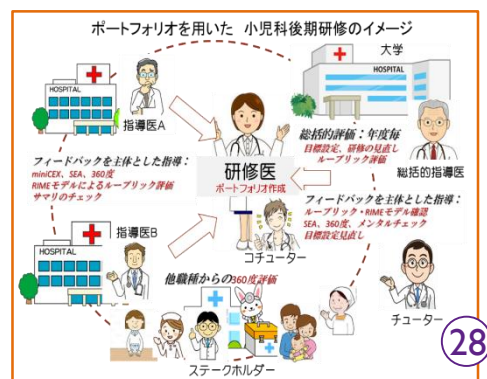 ポートフォリオを用いた 小児科後期研修のイメージ
大学
HOSPITAL
HOSPITAL
指導医A
総括的評価：年度毎
目標設定、研修の見直し
ルーブリック評価
総括的指導医
フィードバックを主体とした指導：
miniCEX、SEA、360度
RIMEモデルによるルーブリック評価
サマリのチェック
研修医
ポートフォリオ作成
フィードバックを主体とした指導：
ルーブリック・RIMEモデル確認
SEA、360度、メンタルチェック
目標設定見直し
HOSPITAL
指導医B
コチューター
他職種からの360度評価
チューター
ステークホルダー
28